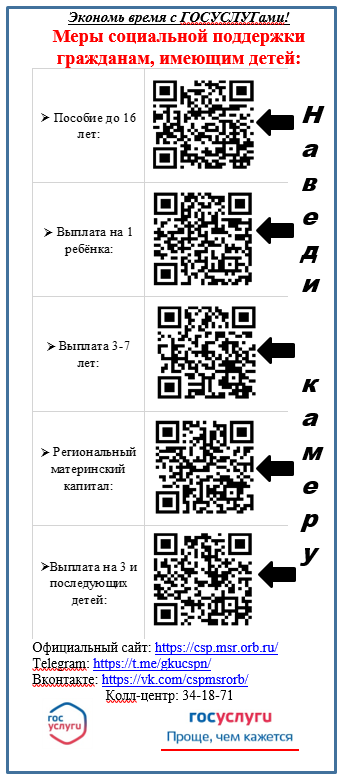 Экономь время с ГОСУСЛУГами!
Меры социальной поддержки
гражданам, имеющим детей:
➢ Пособие до 16
лет:
➢ Выплата на 1
ребёнка:
➢ Выплата 3-7
лет:
➢ Региональный
материнский
капитал:
➢Выплата на 3 и
последующих
детей:
Наведи камеру
Официальный сайт: https://csp.msr.orb.ru/
Telegram: https://t.me/gkucspn/
Вконтакте: https://vk.com/cspmsrorb/
Колл-центр: 34-18-71
гос
услуги
госуслуги
Проще, чем кажется